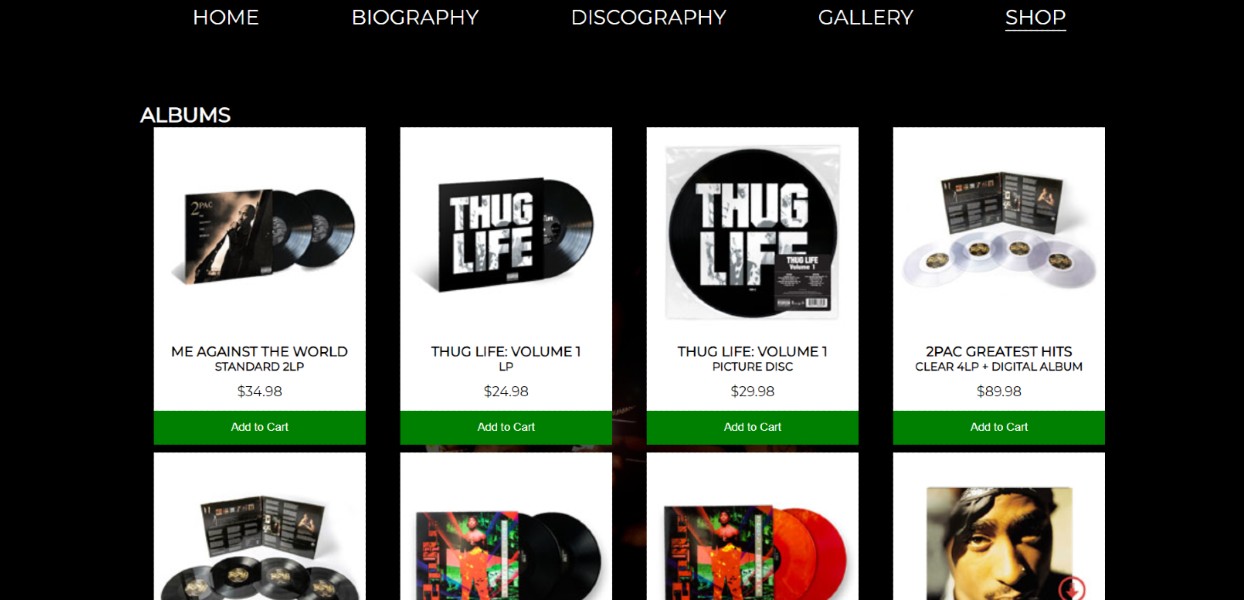 HOME BIOGRAPHY DISCOGRAPHY GALLERY SHOP
ALBUMS
2PAC
THUG
LIFE
THUG
LIFE
THUG LIFE
Volume 1
ME AGAINST THE WORLD
STANDARD 2LP
$34.98
Add to Cart
THUG LIFE: VOLUME 1
LP
$24.98
Add to Cart
THUG LIFE: VOLUME 1
PICTURE DISC
$29.98
Add to Cart
2PAC GREATEST HITS
CLEAR 4LP + DIGITAL ALBUM
$89.98
Add to Cart